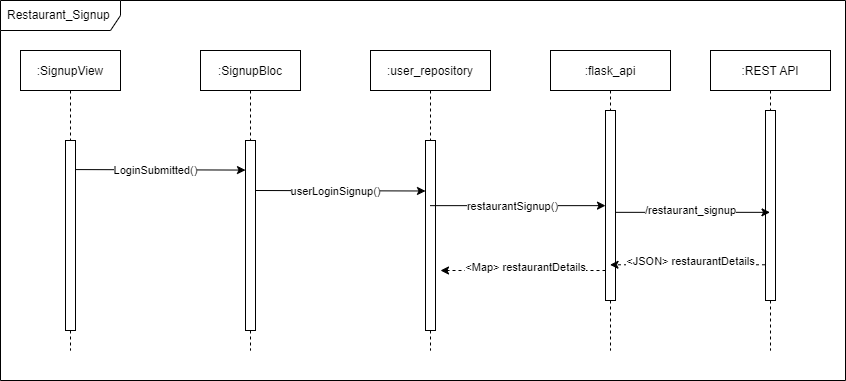 Restaurant_Signup
:SignupView
:SignupBloc
:user_repository
:flask_api
:REST API
LoginSubmitted()
userLoginSignup()
restaurantSignup()
/restaurant_signup
<JSON> restaurantDetails
<Map> restaurantDetails